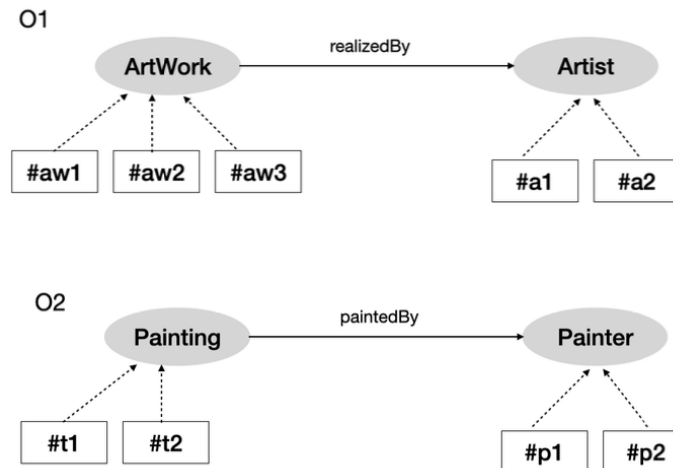 O1
realizedBy
ArtWork
Artist
#aw1
#aw2
#aw3
#a1
#a2
O2
paintedBy
Painting
Painter
#t1
#t2
#p1
#p2